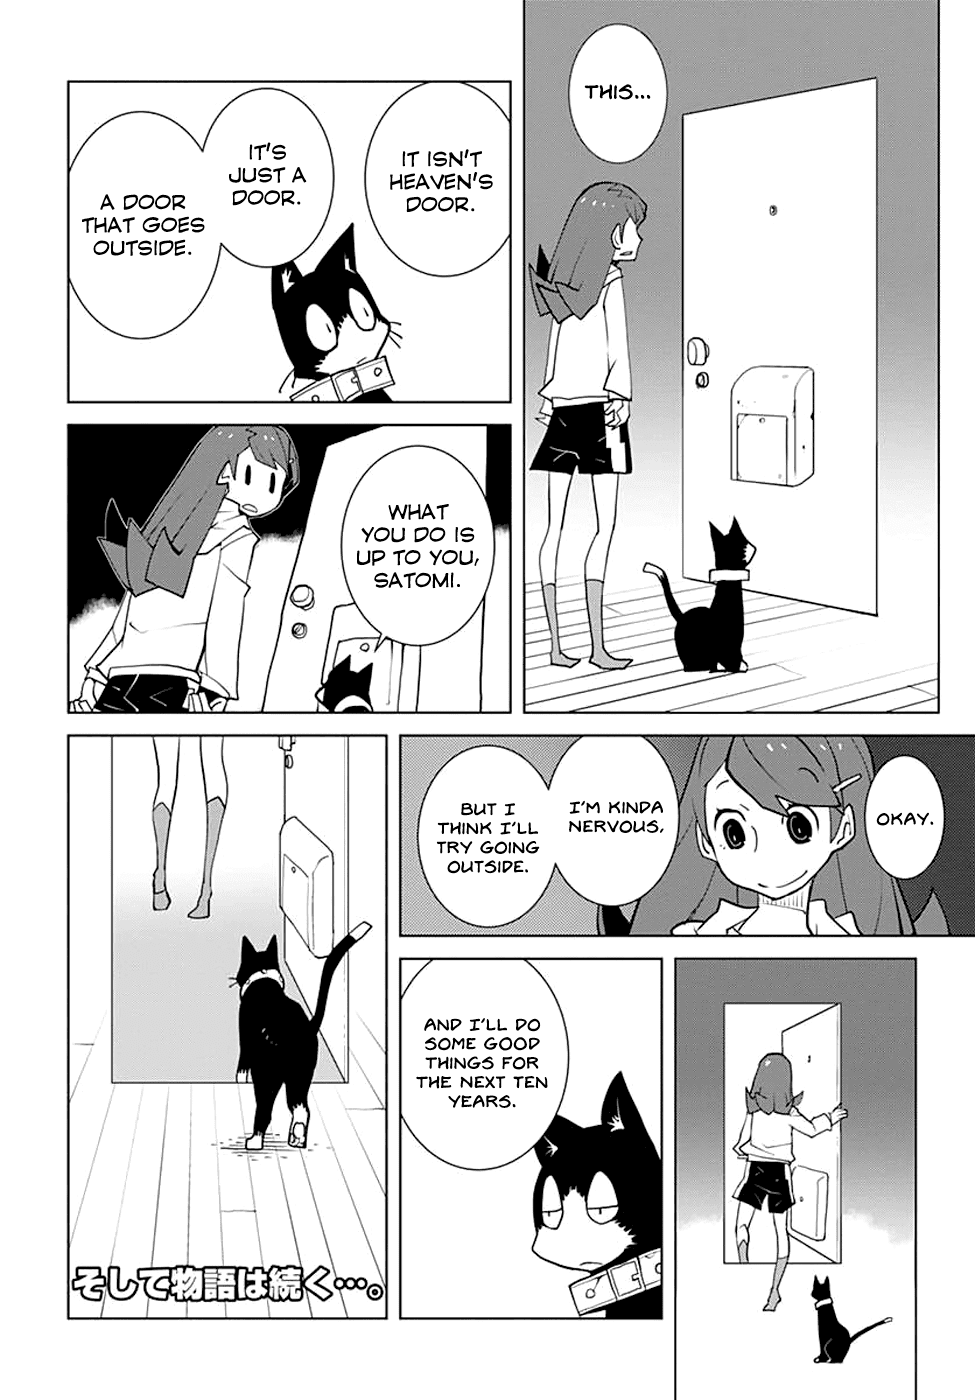 THIS...
IT ISN'T
HEAVEN'S
DOOR.
IT'S
JUST A
DOOR.
A DOOR
THAT GOES
OUTSIDE.
WHAT
YOU DO IS
UP TO YOU,
SATOMI.
OKAY.
I'M KINDA
NERVOUS,
BUT I
THINK I'LL
TRY GOING
OUTSIDE.
AND I'LL DO
SOME GOOD
THINGS FOR
THE NEXT TEN
YEARS.
そして物語は続く…。